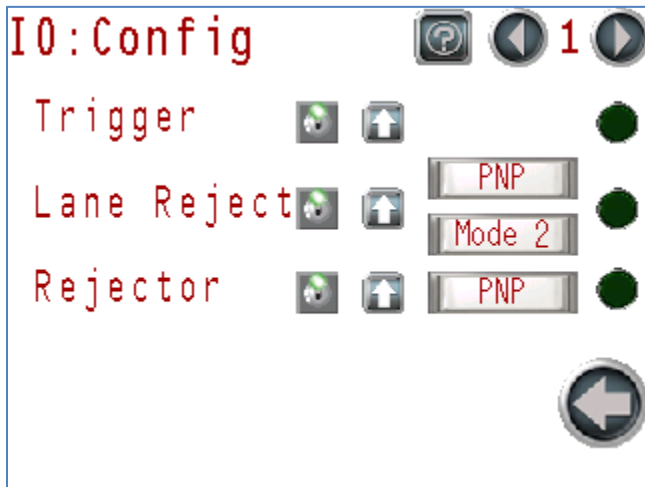 IO:Config
? 1
Trigger
PNP
Lane Reject
Mode 2
Rejector PNP